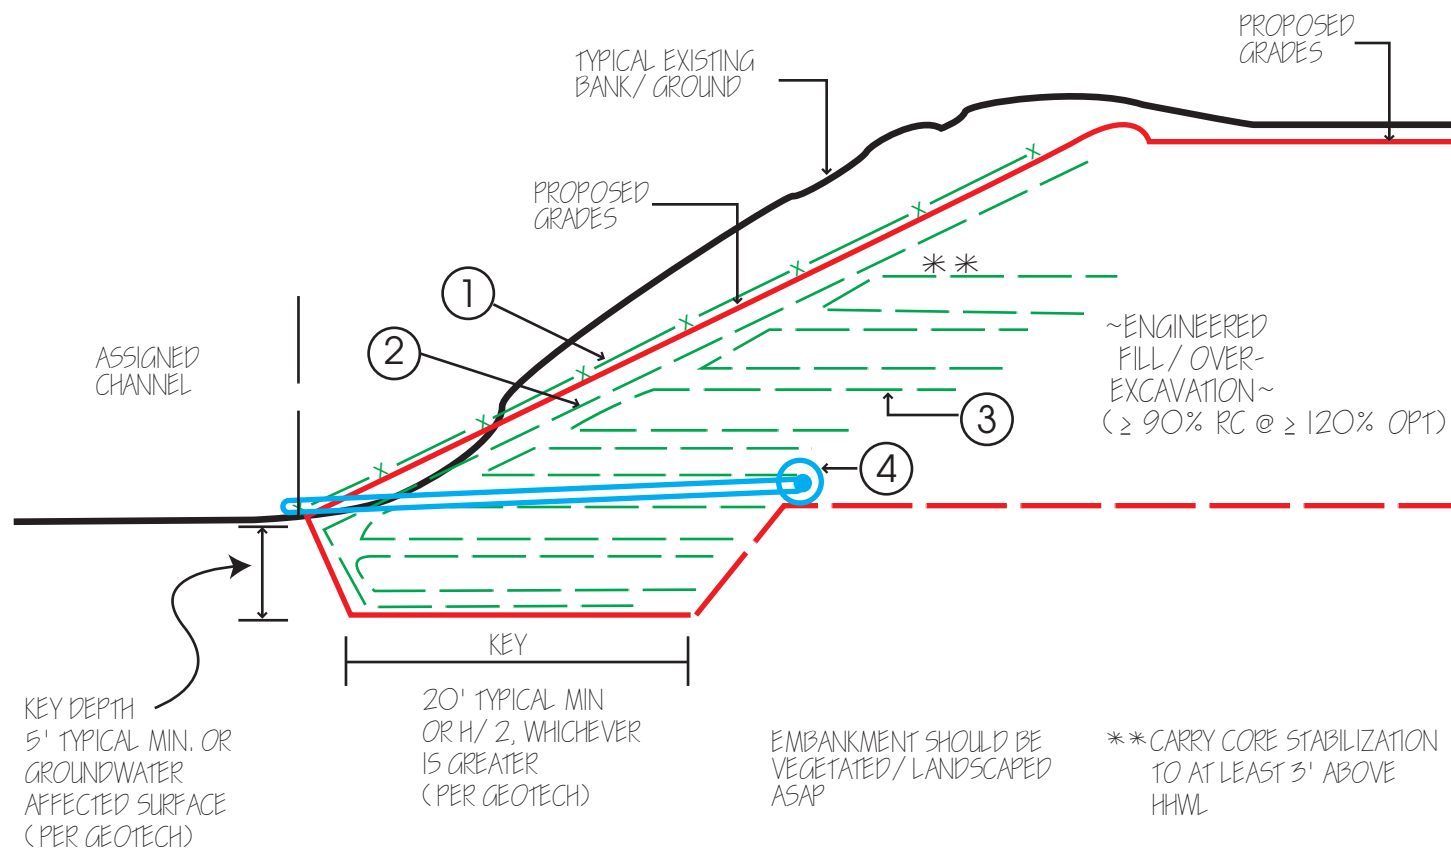 PROPOSED
GRADES
TYPICAL EXISTING
BANK/ GROUND
PROPOSED
GRADES
1
2
ASSIGNED
CHANNEL
* *
~ENGINEERED
FILL / OVER-
EXCAVATION~
( ≥ 90% RC @ ≥ 120% OPT)
3
4
KEY
KEY DEPTH
5' TYPICAL MIN. OR
GROUNDWATER
AFFECTED SURFACE
( PER GEOTECH)
20' TYPICAL MIN
OR H/ 2, WHICHEVER
IS GREATER
( PER GEOTECH)
EMBANKMENT SHOULD BE
VEGETATED/ LANDSCAPED
ASAP
* * CARRY CORE STABILIZATION
TO AT LEAST 3' ABOVE
HHWL